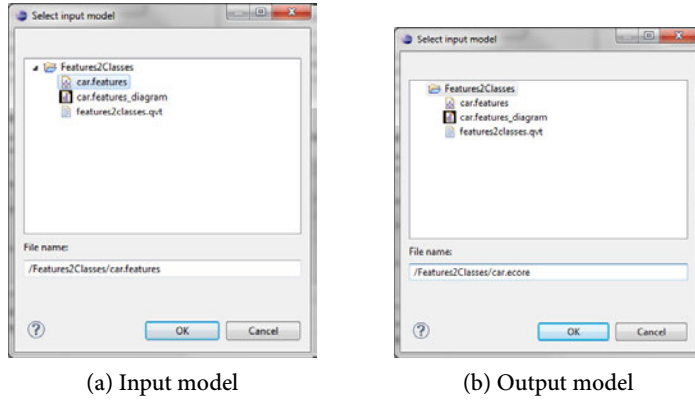 Select input model
Features2Classes
car.features
car.features_diagram
features2classes.qvt
File name:
/Features2Classes/car.features
?
OK
Cancel
(a) Input model
Select input model
Features2Classes
car.features
car.features_diagram
features2classes.qvt
File name:
/Features2Classes/car.ecore
?
OK
Cancel
(b) Output model